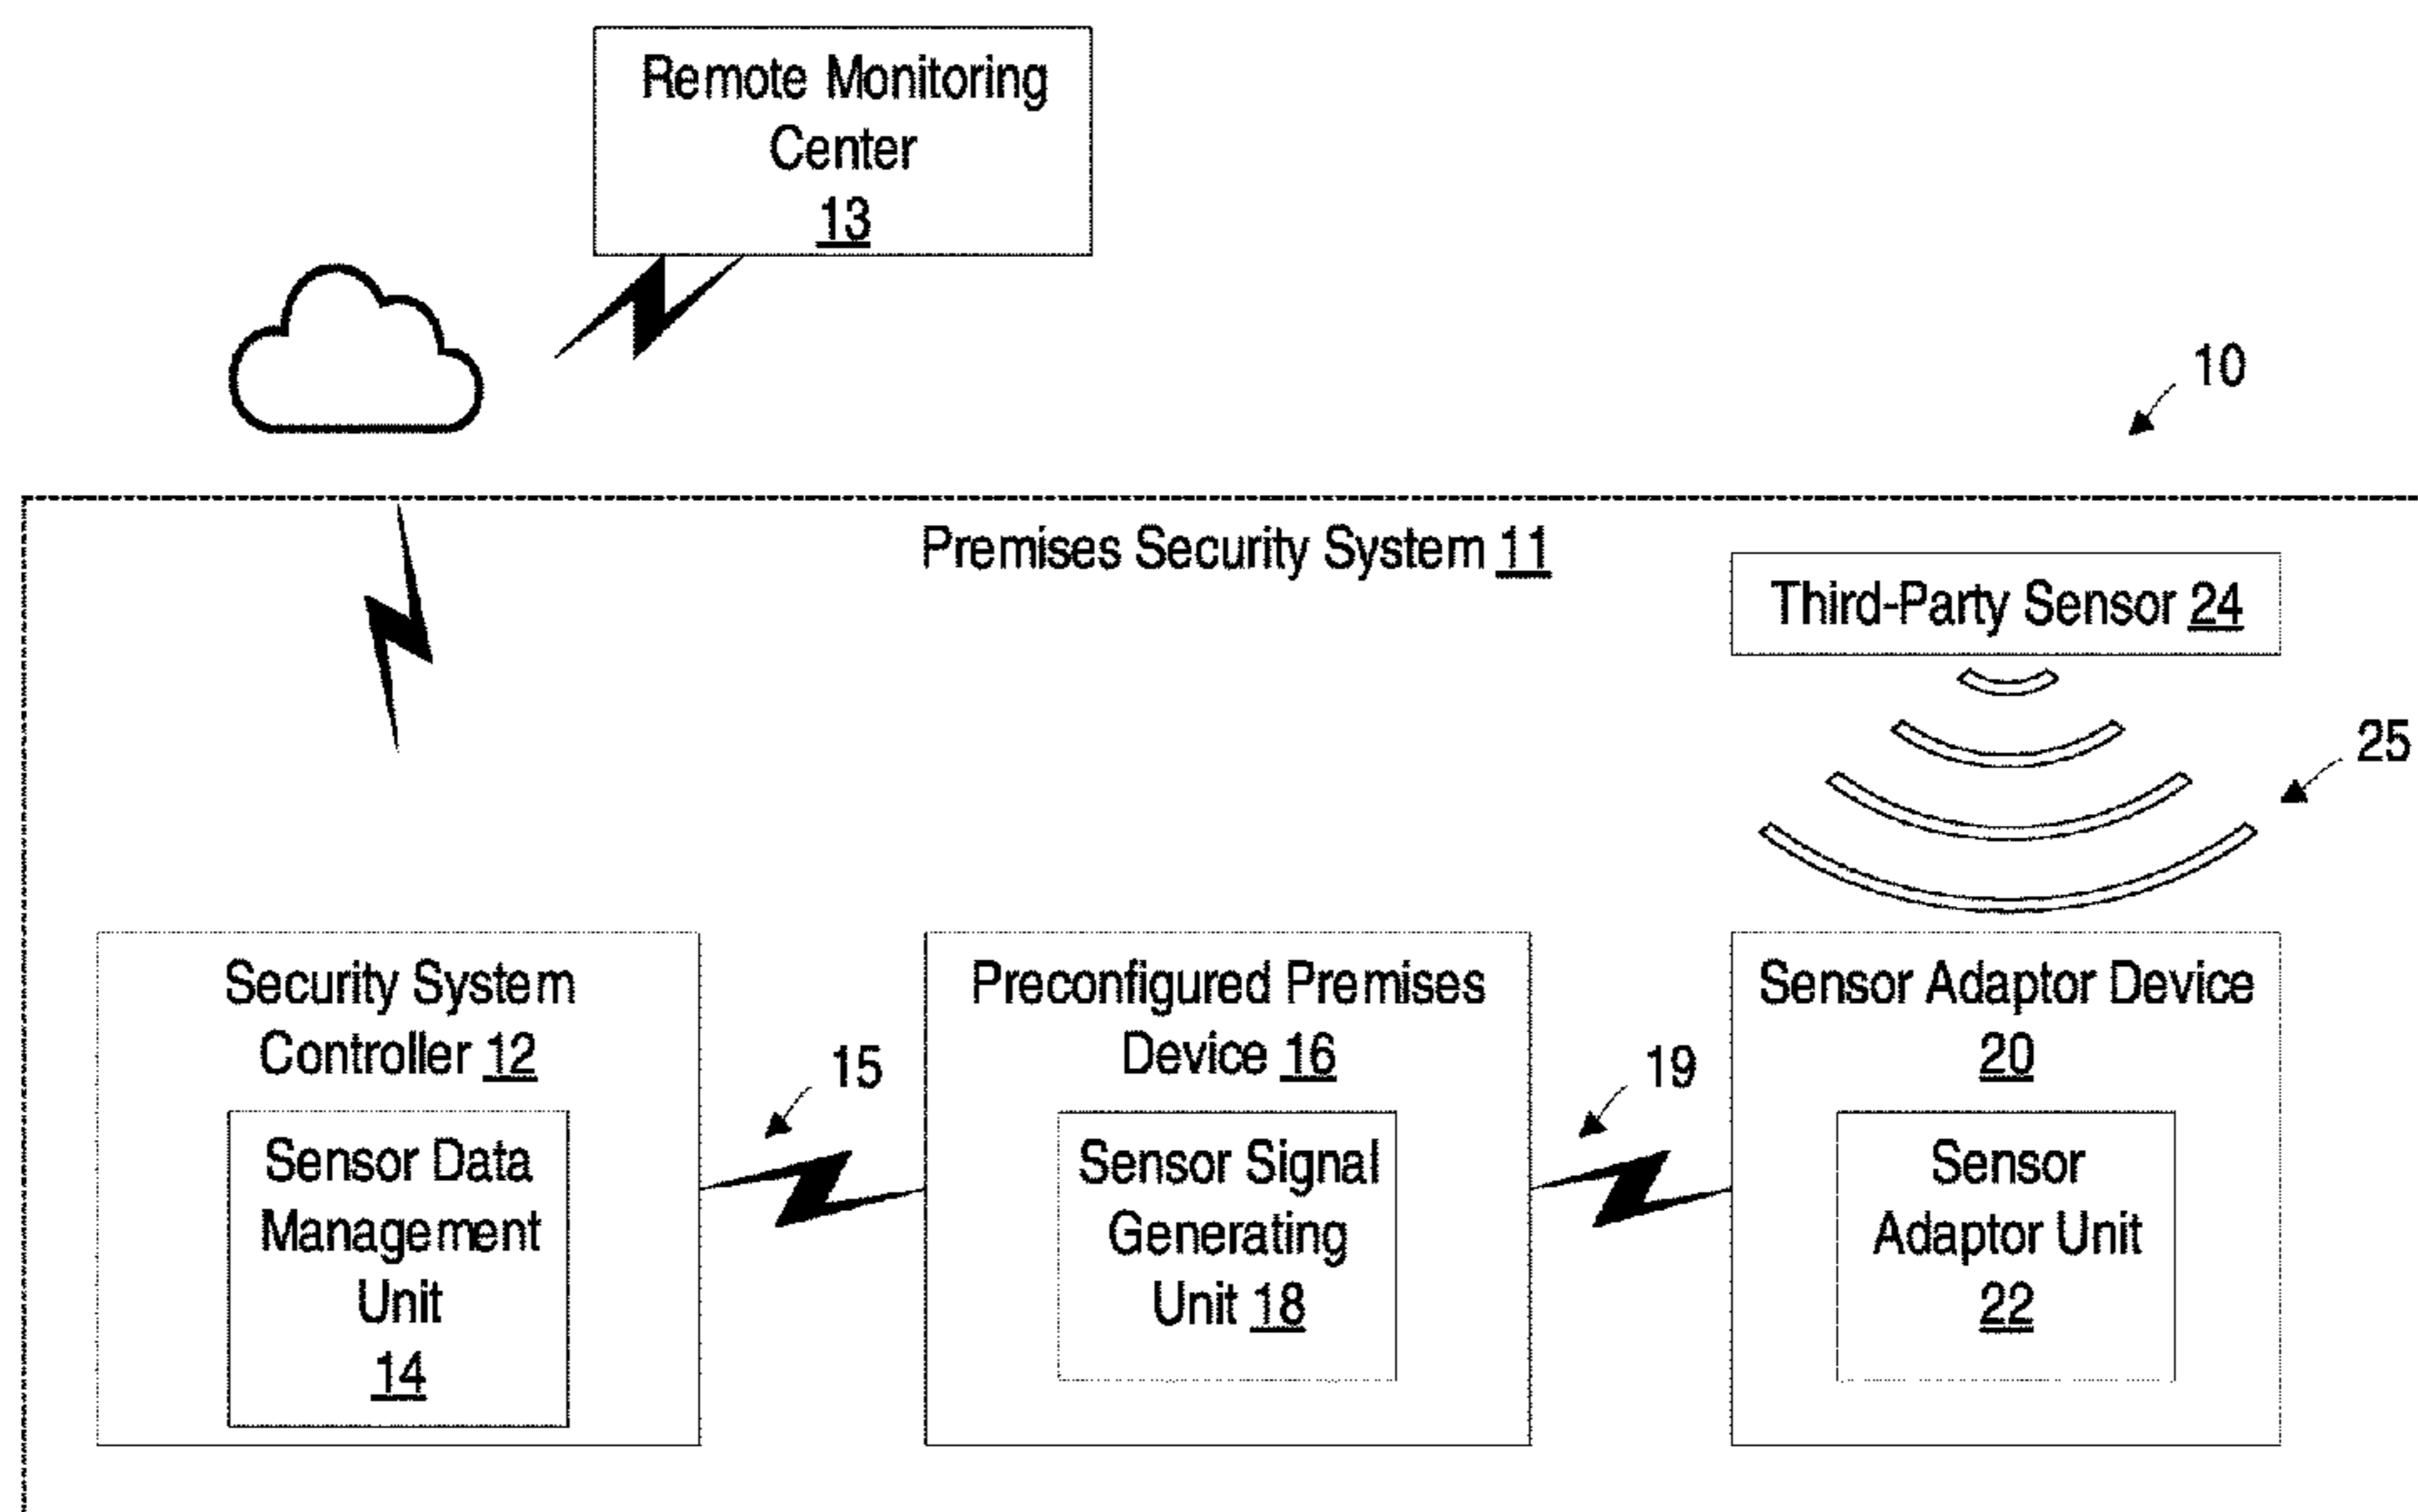 Remote Monitoring
Center
13
10
Premises Security System 11
Third-Party Sensor 24
25
Security System
Controller 12
Sensor Data
Management
Unit
14
15
Preconfigured Premises
Device 16
Sensor Signal
Generating
Unit 18
19
Sensor Adaptor Device
20
Sensor
Adaptor Unit
22